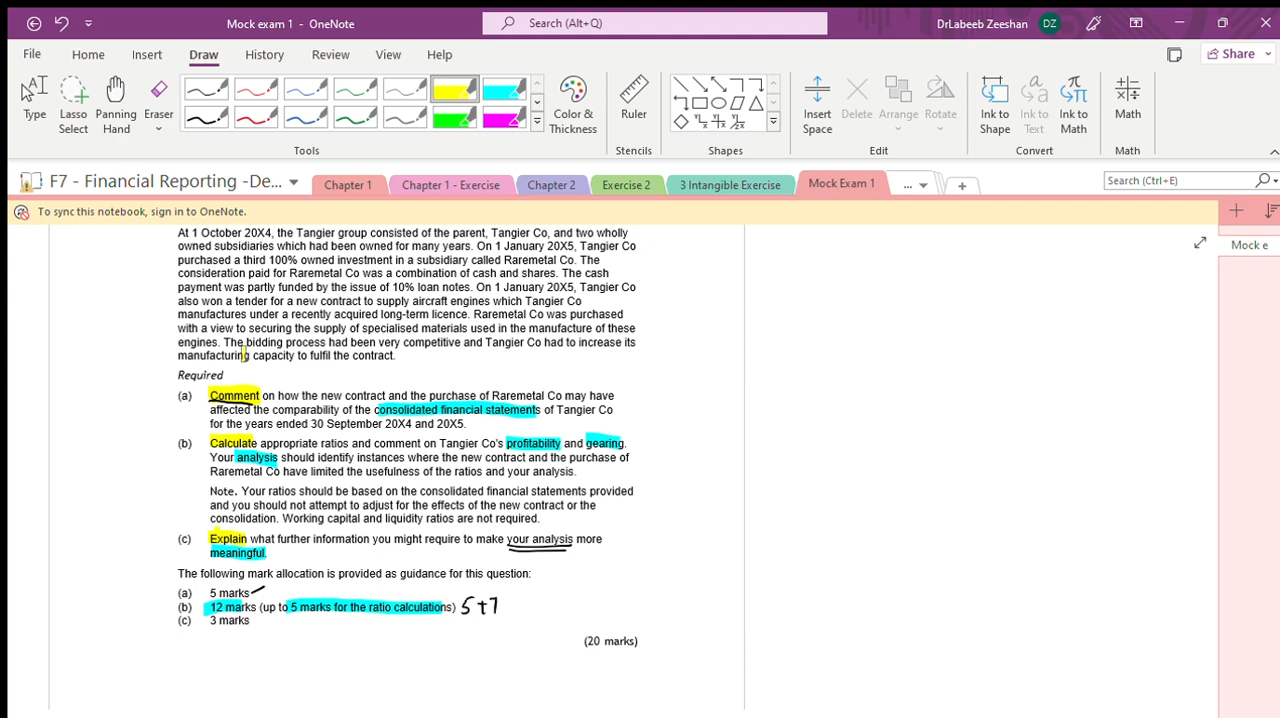 Mock exam 1 - OneNote
Search (Alt+Q)
DrLabeeb Zeeshan
DZ
File Home Insert Draw History Review View Help
Share
Type
Lasso Select
Panning Hand
Eraser
Color & Thickness
Ruler
Insert Space
Delete
Arrange
Rotate
Ink to Shape
Ink to Text
Ink to Math
Math
Tools
Stencils
Shapes
Edit
Convert
Math
F7 - Financial Reporting -De...
Chapter 1
Chapter 1 - Exercise
Chapter 2
Exercise 2
3 Intangible Exercise
Mock Exam 1
...
Search (Ctrl+E)
To sync this notebook, sign in to OneNote.
Mock e
At 1 October 20X4, the Tangier group consisted of the parent, Tangier Co, and two wholly
owned subsidiaries which had been owned for many years. On 1 January 20X5, Tangier Co
purchased a third 100% owned investment in a subsidiary called Raremetal Co. The
consideration paid for Raremetal Co was a combination of cash and shares. The cash
payment was partly funded by the issue of 10% loan notes. On 1 January 20X5, Tangier Co
also won a tender for a new contract to supply aircraft engines which Tangier Co
manufactures under a recently acquired long-term licence. Raremetal Co was purchased
with a view to securing the supply of specialised materials used in the manufacture of these
engines. The bidding process had been very competitive and Tangier Co had to increase its
manufacturing capacity to fulfil the contract.
Required
(a) Comment on how the new contract and the purchase of Raremetal Co may have
affected the comparability of the consolidated financial statements of Tangier Co
for the years ended 30 September 20X4 and 20X5.
(b) Calculate appropriate ratios and comment on Tangier Co's profitability and gearing.
Your analysis should identify instances where the new contract and the purchase of
Raremetal Co have limited the usefulness of the ratios and your analysis.
Note. Your ratios should be based on the consolidated financial statements provided
and you should not attempt to adjust for the effects of the new contract or the
consolidation. Working capital and liquidity ratios are not required.
(c) Explain what further information you might require to make your analysis more
meaningful.
The following mark allocation is provided as guidance for this question:
(a) 5 marks
(b) 12 marks (up to 5 marks for the ratio calculations) 5+7
(c) 3 marks
(20 marks)